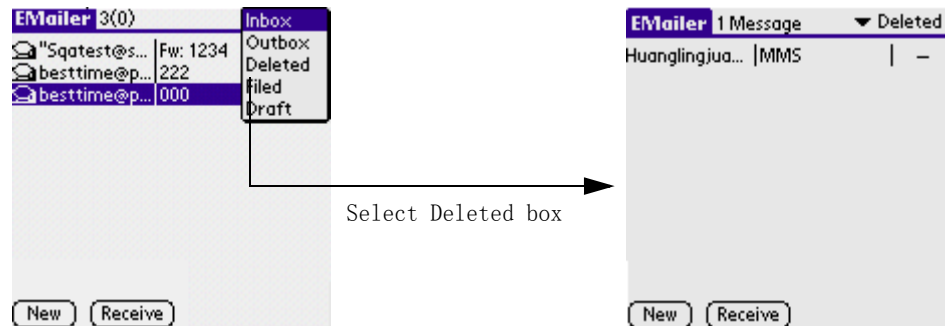 EMailer 3(0)
Inbox
Outbox
Deleted
Filed
Draft
"Sqatest@s... Fw: 1234
besttime@p... 222
besttime@p... 000
New Receive
Select Deleted box
EMailer 1 Message Deleted
Huanglingjua... MMS –
New Receive